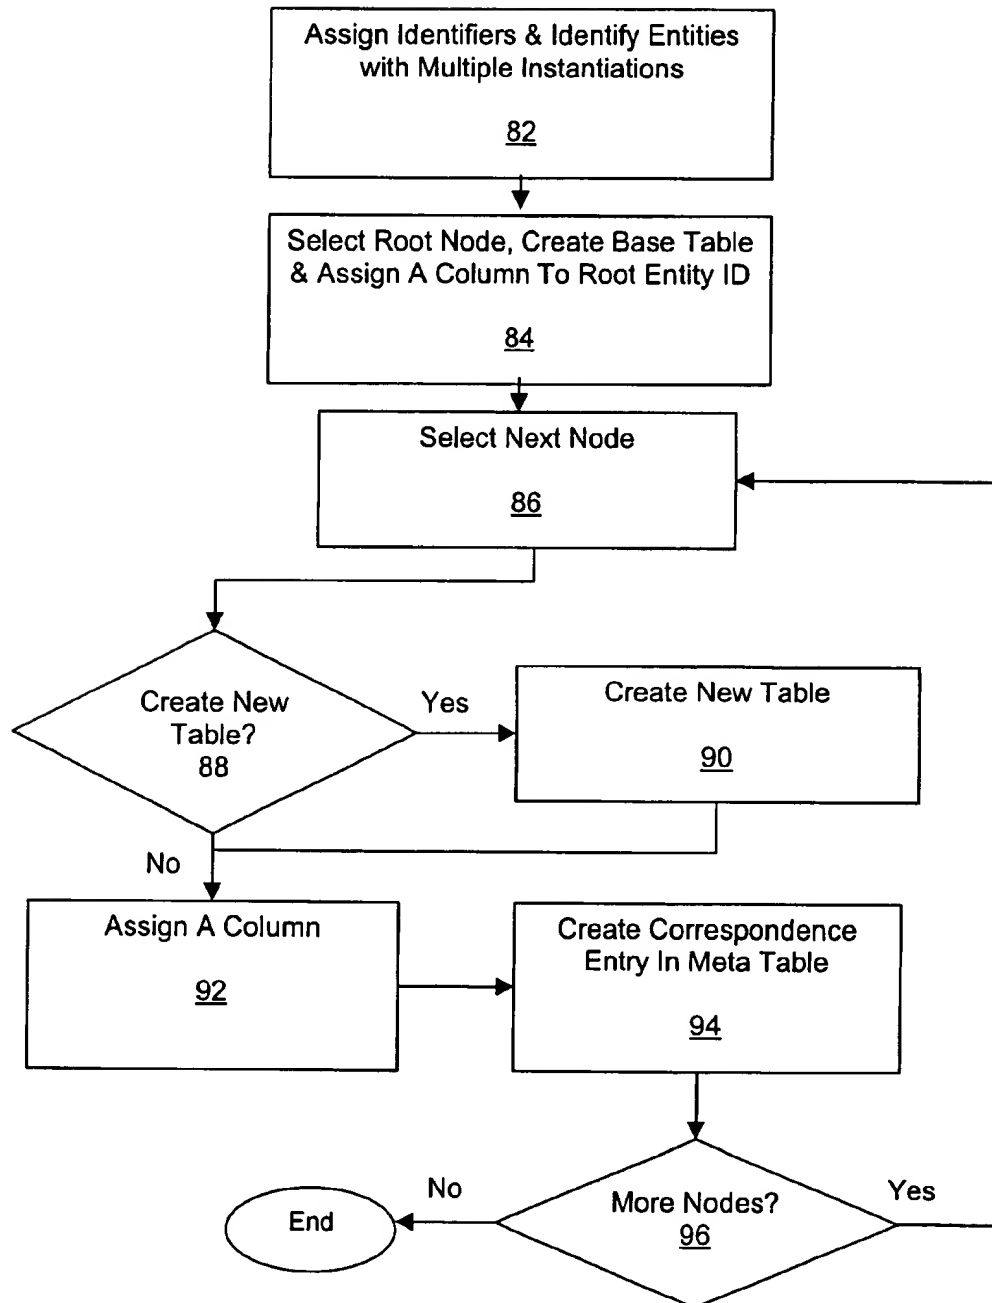 Assign Identifiers & Identify Entities
with Multiple Instantiations
82
Select Root Node, Create Base Table
& Assign A Column To Root Entity ID
84
Select Next Node
86
Create New
Table?
88
Yes
Create New Table
90
No
Assign A Column
92
Create Correspondence
Entry In Meta Table
94
More Nodes?
96
No
Yes
End